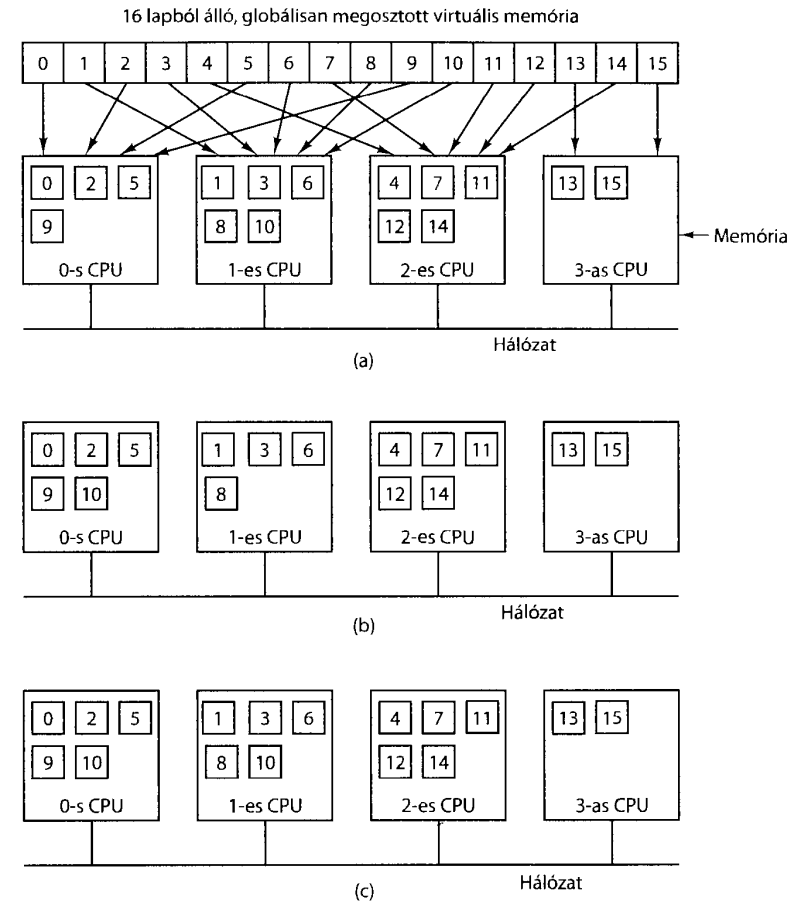 16 lapból álló, globálisan megosztott virtuális memória
0 1 2 3 4 5 6 7 8 9 10 11 12 13 14 15
0 2 5 1 3 6 4 7 11 13 15
9 8 10 12 14
Memória
0-s CPU 1-es CPU 2-es CPU 3-as CPU
Hálózat
(a)
0 2 5 1 3 6 4 7 11 13 15
9 10 8 12 14
0-s CPU 1-es CPU 2-es CPU 3-as CPU
Hálózat
(b)
0 2 5 1 3 6 4 7 11 13 15
9 10 8 10 12 14
0-s CPU 1-es CPU 2-es CPU 3-as CPU
Hálózat
(c)